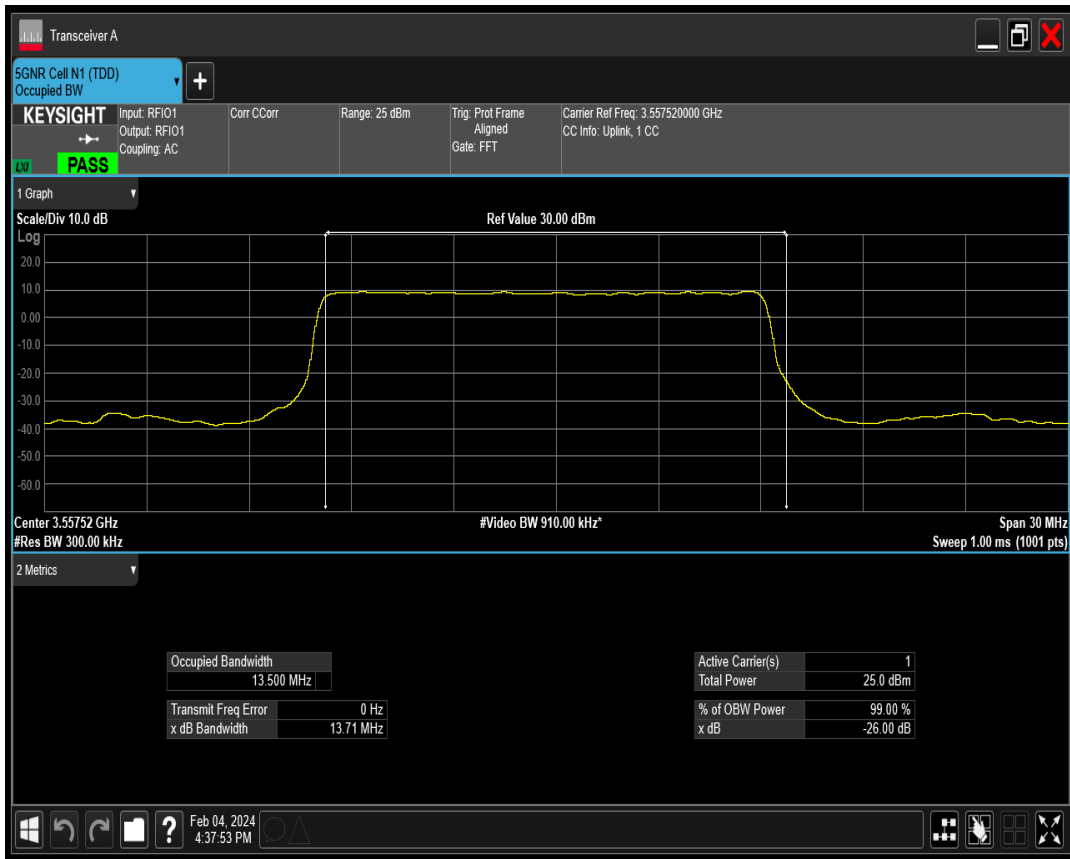 Transceiver A
5GNR Cell N1 (TDD)
Occupied BW
+
KEYSIGHT
LXI
PASS
Input: RFIO1
Output: RFIO1
Coupling: AC
Corr CCorr
Range: 25 dBm
Trig: Prot Frame
Aligned
Gate: FFT
Carrier Ref Freq: 3.557520000 GHz
CC Info: Uplink, 1 CC
1 Graph
Scale/Div 10.0 dB
Ref Value 30.00 dBm
Log
20.0
10.0
0.00
-10.0
-20.0
-30.0
-40.0
-50.0
-60.0
Center 3.55752 GHz
#Video BW 910.00 kHz*
Span 30 MHz
#Res BW 300.00 kHz
Sweep 1.00 ms (1001 pts)
2 Metrics
Occupied Bandwidth
13.500 MHz
Transmit Freq Error 0 Hz
x dB Bandwidth 13.71 MHz
Active Carrier(s) 1
Total Power 25.0 dBm
% of OBW Power 99.00 %
x dB -26.00 dB
?
Feb 04, 2024
4:37:53 PM